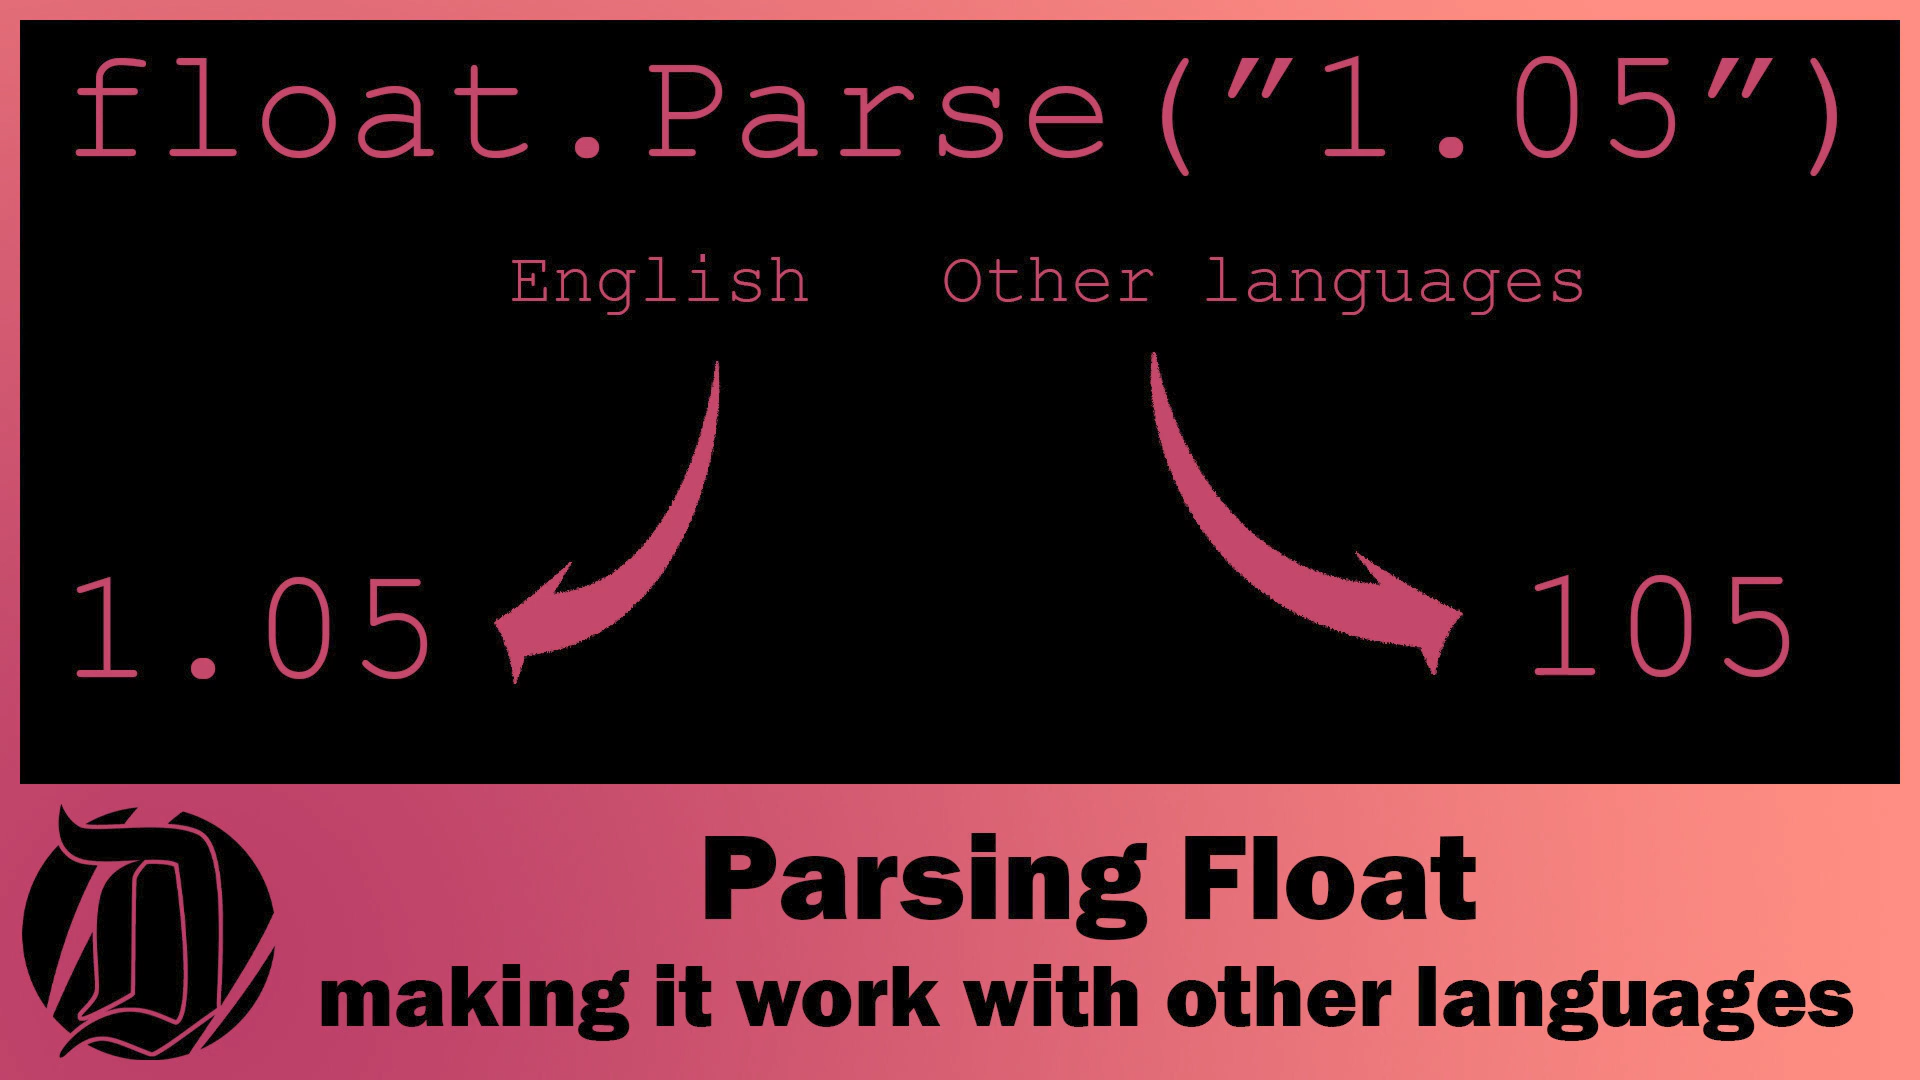 float.Parse(”1.05”)
English Other languages
1.05 105
D
Parsing Float
making it work with other languages